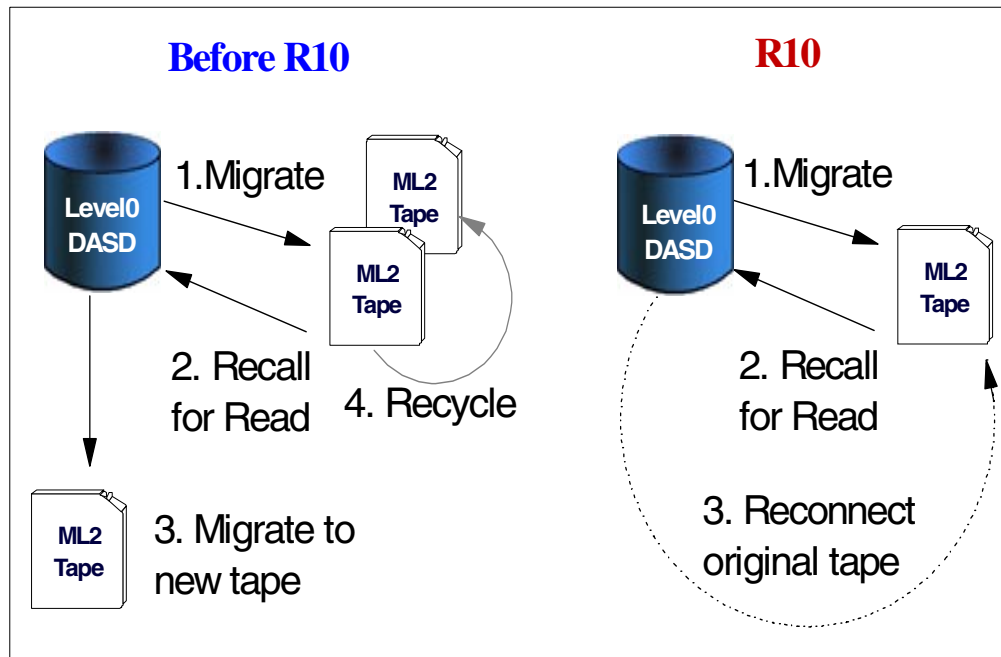 Before R10
Level0
DASD
1.Migrate
ML2
Tape
ML2
Tape
2. Recall
for Read
4. Recycle
ML2
Tape
3. Migrate to
new tape
R10
Level0
DASD
1.Migrate
ML2
Tape
2. Recall
for Read
3. Reconnect
original tape